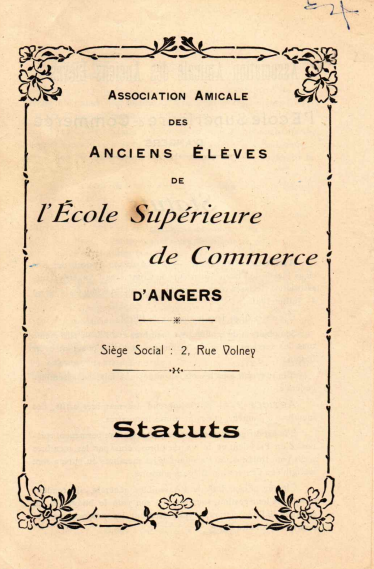 Association Amicale
des
Anciens Élèves
de
l'École Supérieure
de Commerce
d'ANGERS
Siège Social : 2, Rue Volney
Statuts